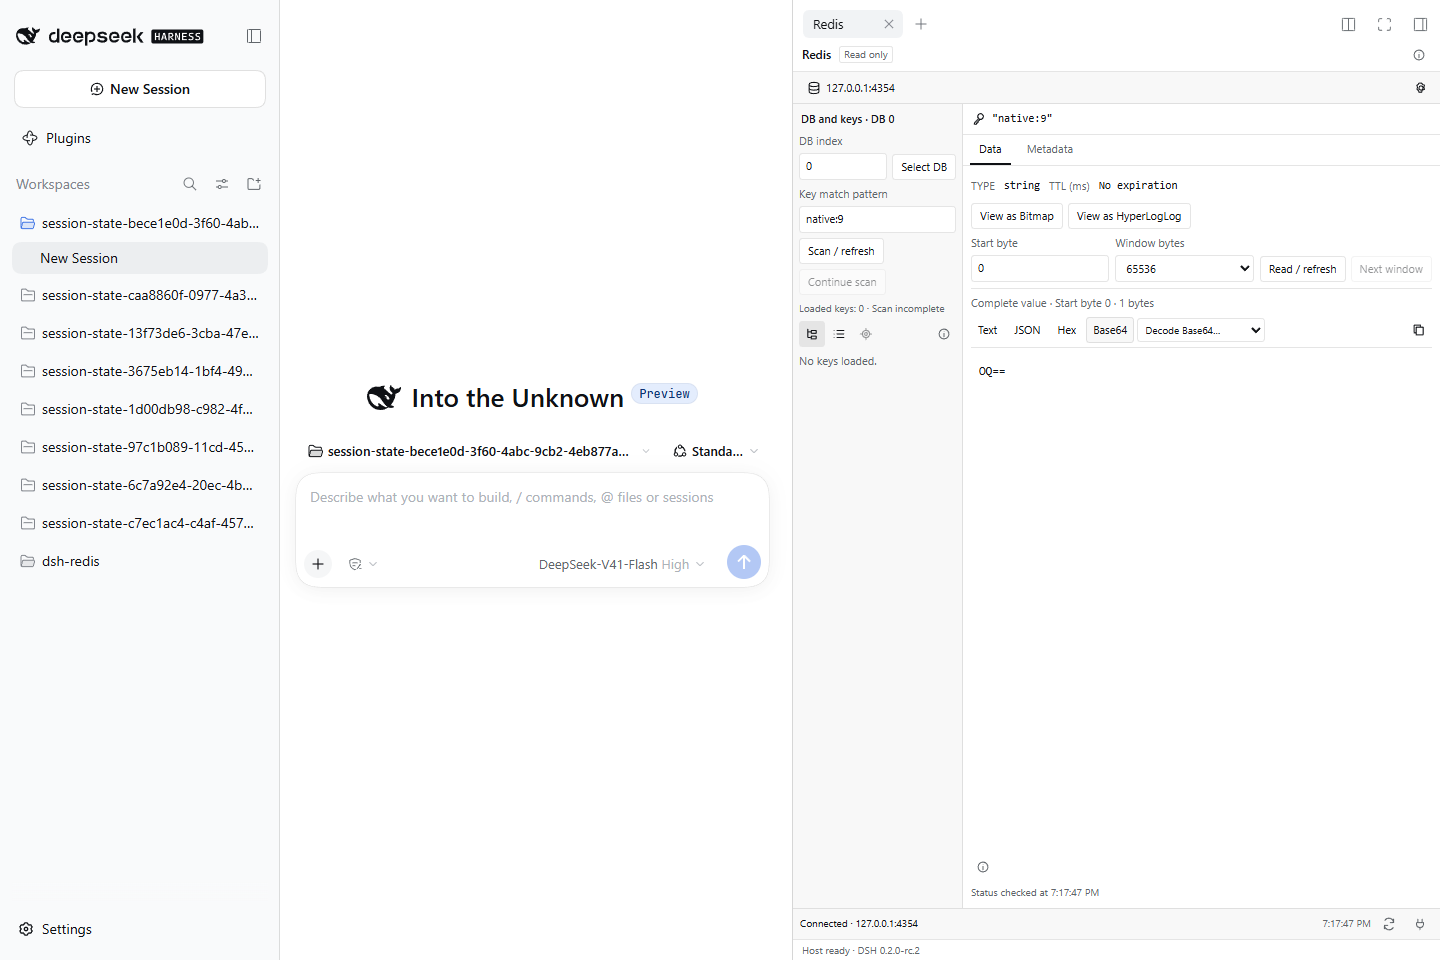 deepseek HARNESS
New Session
Plugins
Workspaces
session-state-bece1e0d-3f60-4ab...
New Session
session-state-caa8860f-0977-4a3...
session-state-13f73de6-3cba-47e...
session-state-3675eb14-1bf4-49...
session-state-1d00db98-c982-4f...
session-state-97c1b089-11cd-45...
session-state-6c7a92e4-20ec-4b...
session-state-c7ec1ac4-c4af-457...
dsh-redis
Settings
Into the Unknown Preview
session-state-bece1e0d-3f60-4abc-9cb2-4eb877a... Standa...
Describe what you want to build, / commands, @ files or sessions
DeepSeek-V41-Flash High
Redis
Redis Read only
127.0.0.1:4354
DB and keys · DB 0
DB index
0 Select DB
Key match pattern
native:9
Scan / refresh
Continue scan
Loaded keys: 0 · Scan incomplete
No keys loaded.
"native:9"
Data Metadata
TYPE string TTL (ms) No expiration
View as Bitmap View as HyperLogLog
Start byte Window bytes
0 65536 Read / refresh Next window
Complete value · Start byte 0 · 1 bytes
Text JSON Hex Base64 Decode Base64...
OQ==
Status checked at 7:17:47 PM
Connected · 127.0.0.1:4354 7:17:47 PM
Host ready · DSH 0.2.0-rc.2